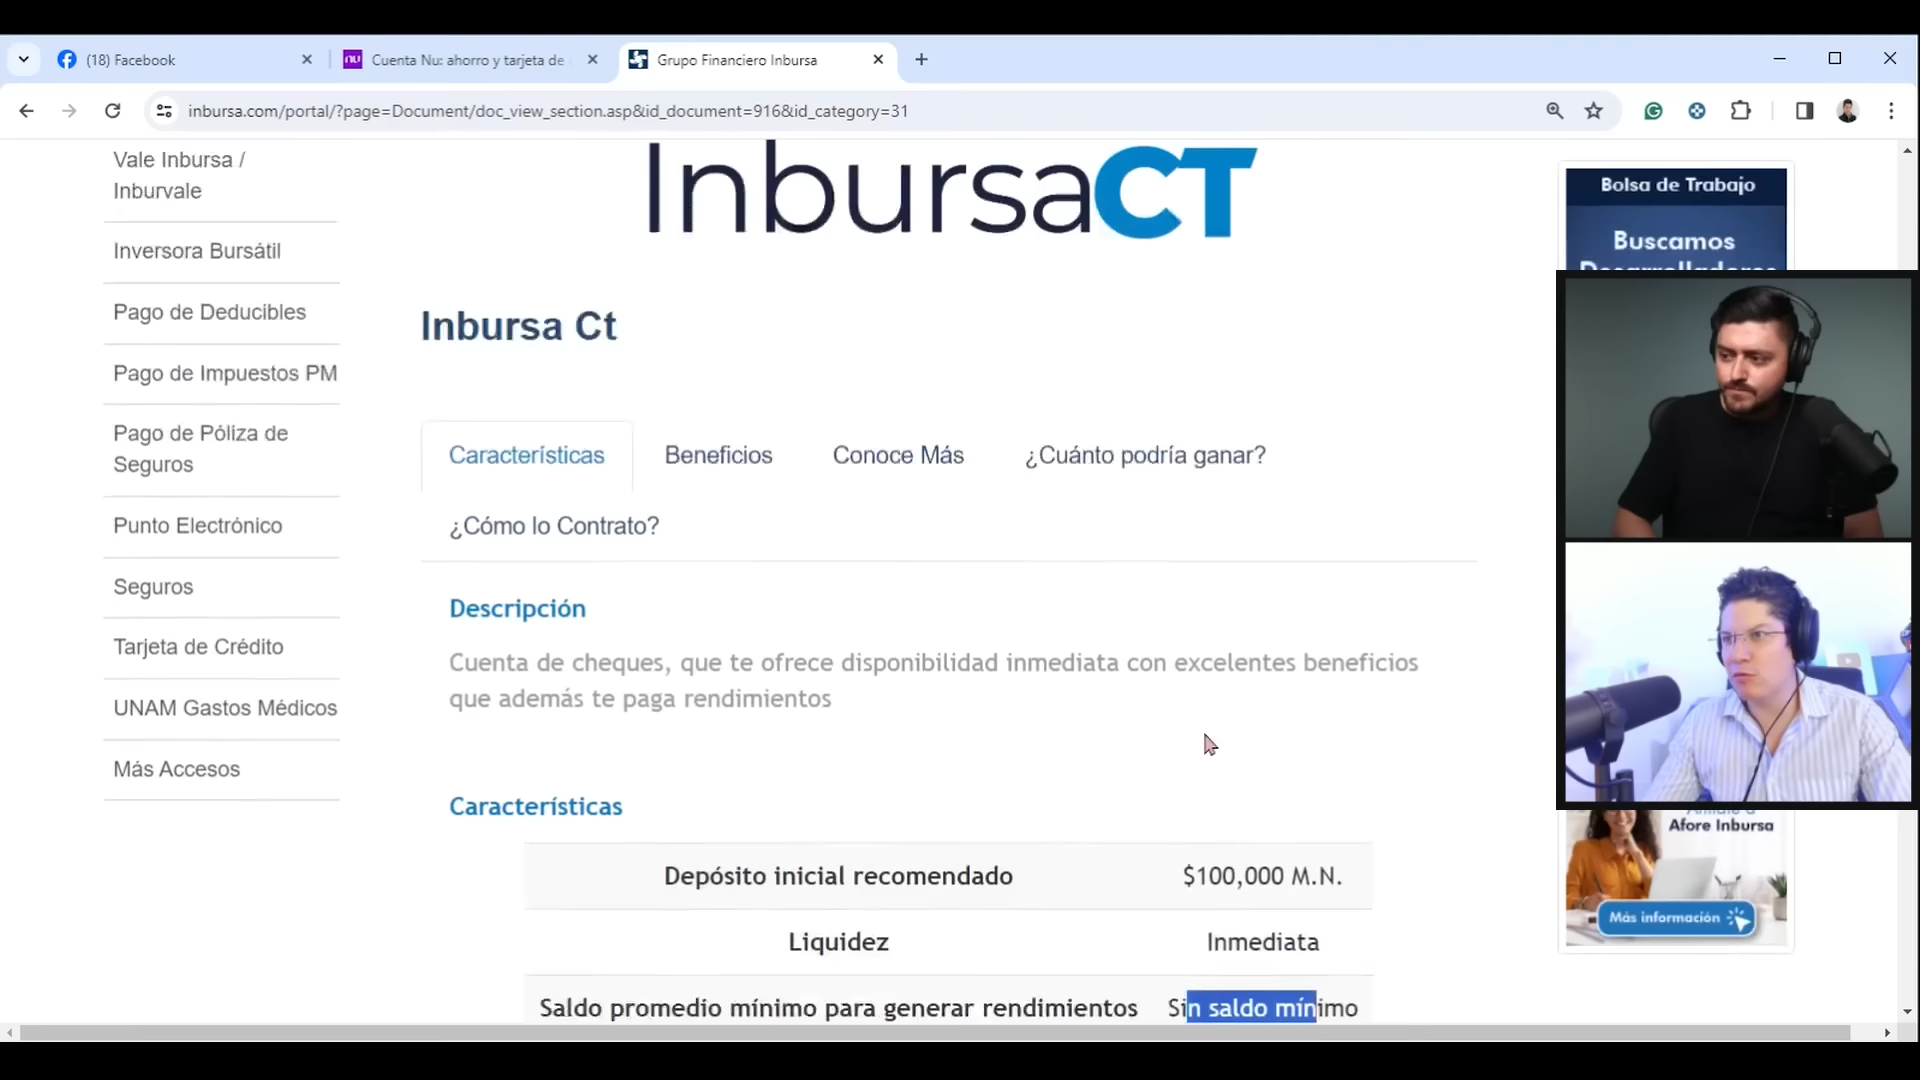 (18) Facebook
Cuenta Nu: ahorro y tarjeta de
Grupo Financiero Inbursa
inbursa.com/portal/?page=Document/doc_view_section.asp&id_document=916&id_category=31
Vale Inbursa /
Inburvale
Inversora Bursátil
Pago de Deducibles
Pago de Impuestos PM
Pago de Póliza de
Seguros
Punto Electrónico
Seguros
Tarjeta de Crédito
UNAM Gastos Médicos
Más Accesos
InbursaCT
Inbursa Ct
Características
Beneficios
Conoce Más
¿Cuánto podría ganar?
¿Cómo lo Contrato?
Descripción
Cuenta de cheques, que te ofrece disponibilidad inmediata con excelentes beneficios
que además te paga rendimientos
Características
Depósito inicial recomendado $100,000 M.N.
Liquidez Inmediata
Saldo promedio mínimo para generar rendimientos Sin saldo mínimo
Bolsa de Trabajo
Buscamos
Afore Inbursa
Más información